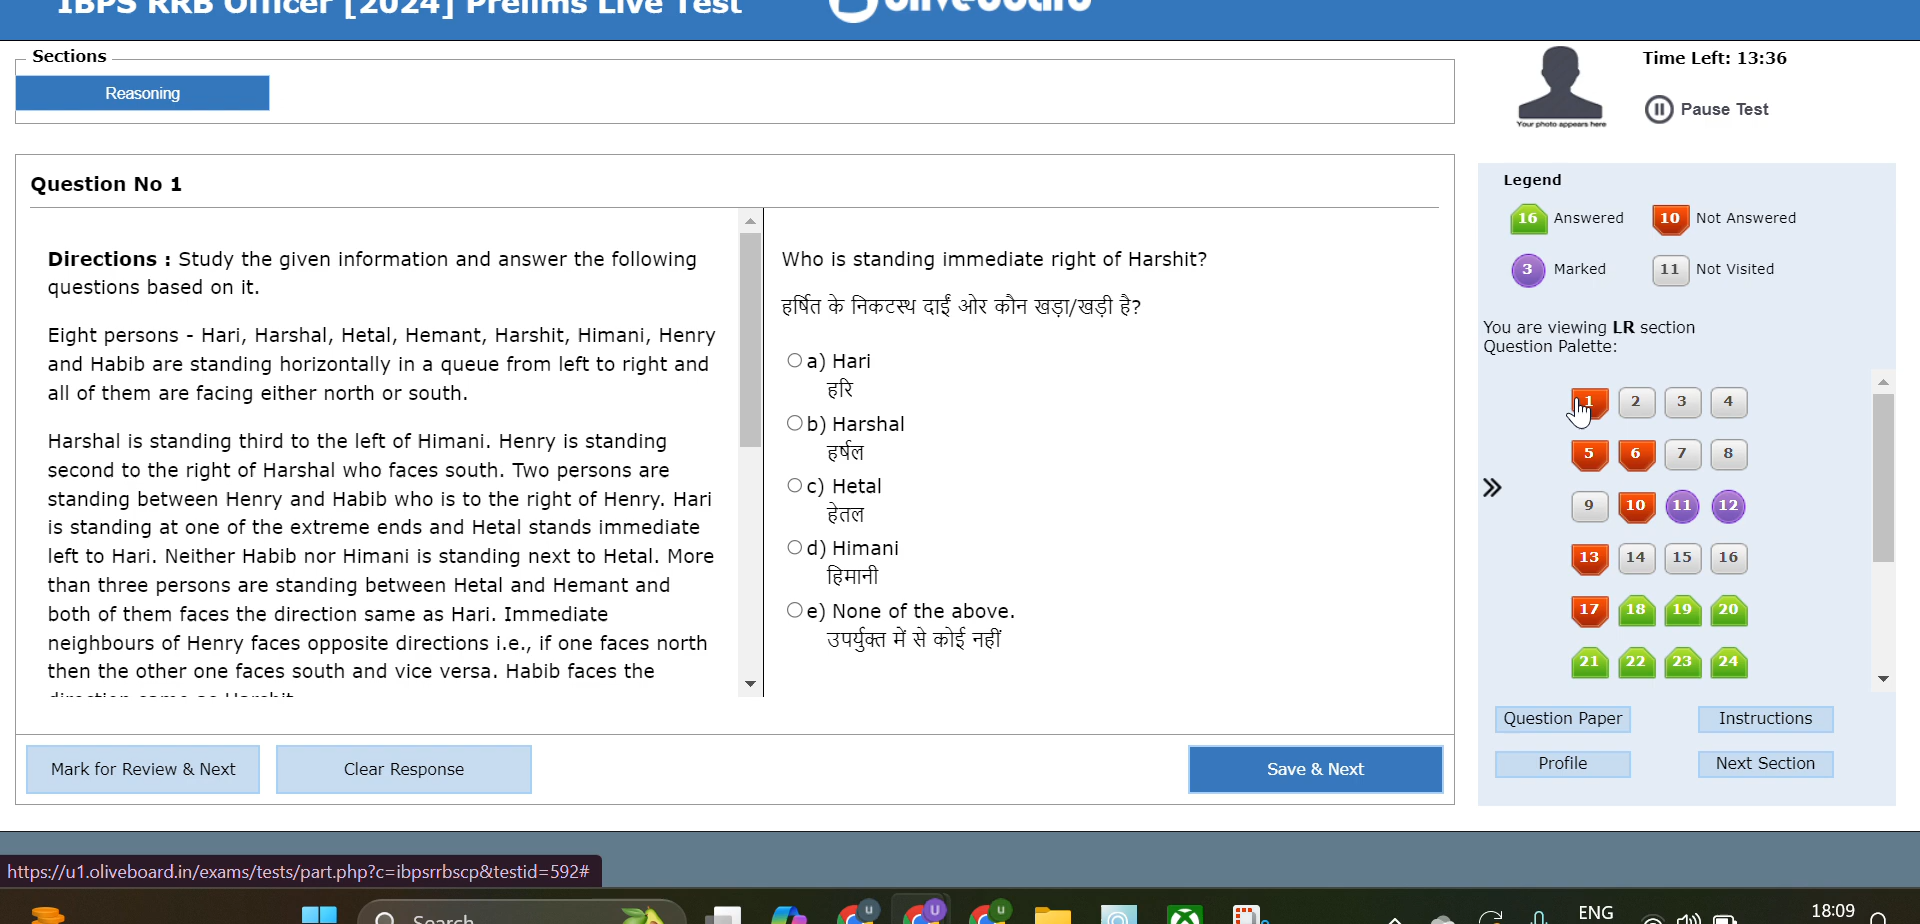 IBPS RRB Officer [2024] Prelims Live Test
oliveboard
Sections
Reasoning
Time Left: 13:36
Your photo appears here
Pause Test
Question No 1
Directions : Study the given information and answer the following
questions based on it.
Eight persons - Hari, Harshal, Hetal, Hemant, Harshit, Himani, Henry
and Habib are standing horizontally in a queue from left to right and
all of them are facing either north or south.
Harshal is standing third to the left of Himani. Henry is standing
second to the right of Harshal who faces south. Two persons are
standing between Henry and Habib who is to the right of Henry. Hari
is standing at one of the extreme ends and Hetal stands immediate
left to Hari. Neither Habib nor Himani is standing next to Hetal. More
than three persons are standing between Hetal and Hemant and
both of them faces the direction same as Hari. Immediate
neighbours of Henry faces opposite directions i.e., if one faces north
then the other one faces south and vice versa. Habib faces the
direction same as Harshit.
Who is standing immediate right of Harshit?
हर्षित के निकटस्थ दाईं ओर कौन खड़ा/खड़ी है?
a) Hari
हरि
b) Harshal
हर्षल
c) Hetal
हेतल
d) Himani
हिमानी
e) None of the above.
उपर्युक्त में से कोई नहीं
Mark for Review & Next
Clear Response
Save & Next
Legend
16 Answered
10 Not Answered
3 Marked
11 Not Visited
You are viewing LR section
Question Palette:
1 2 3 4
5 6 7 8
9 10 11 12
13 14 15 16
17 18 19 20
21 22 23 24
Question Paper
Instructions
Profile
Next Section
https://u1.oliveboard.in/exams/tests/part.php?c=ibpsrrbscp&testid=592#
Search
u
U
u
ENG
18:09